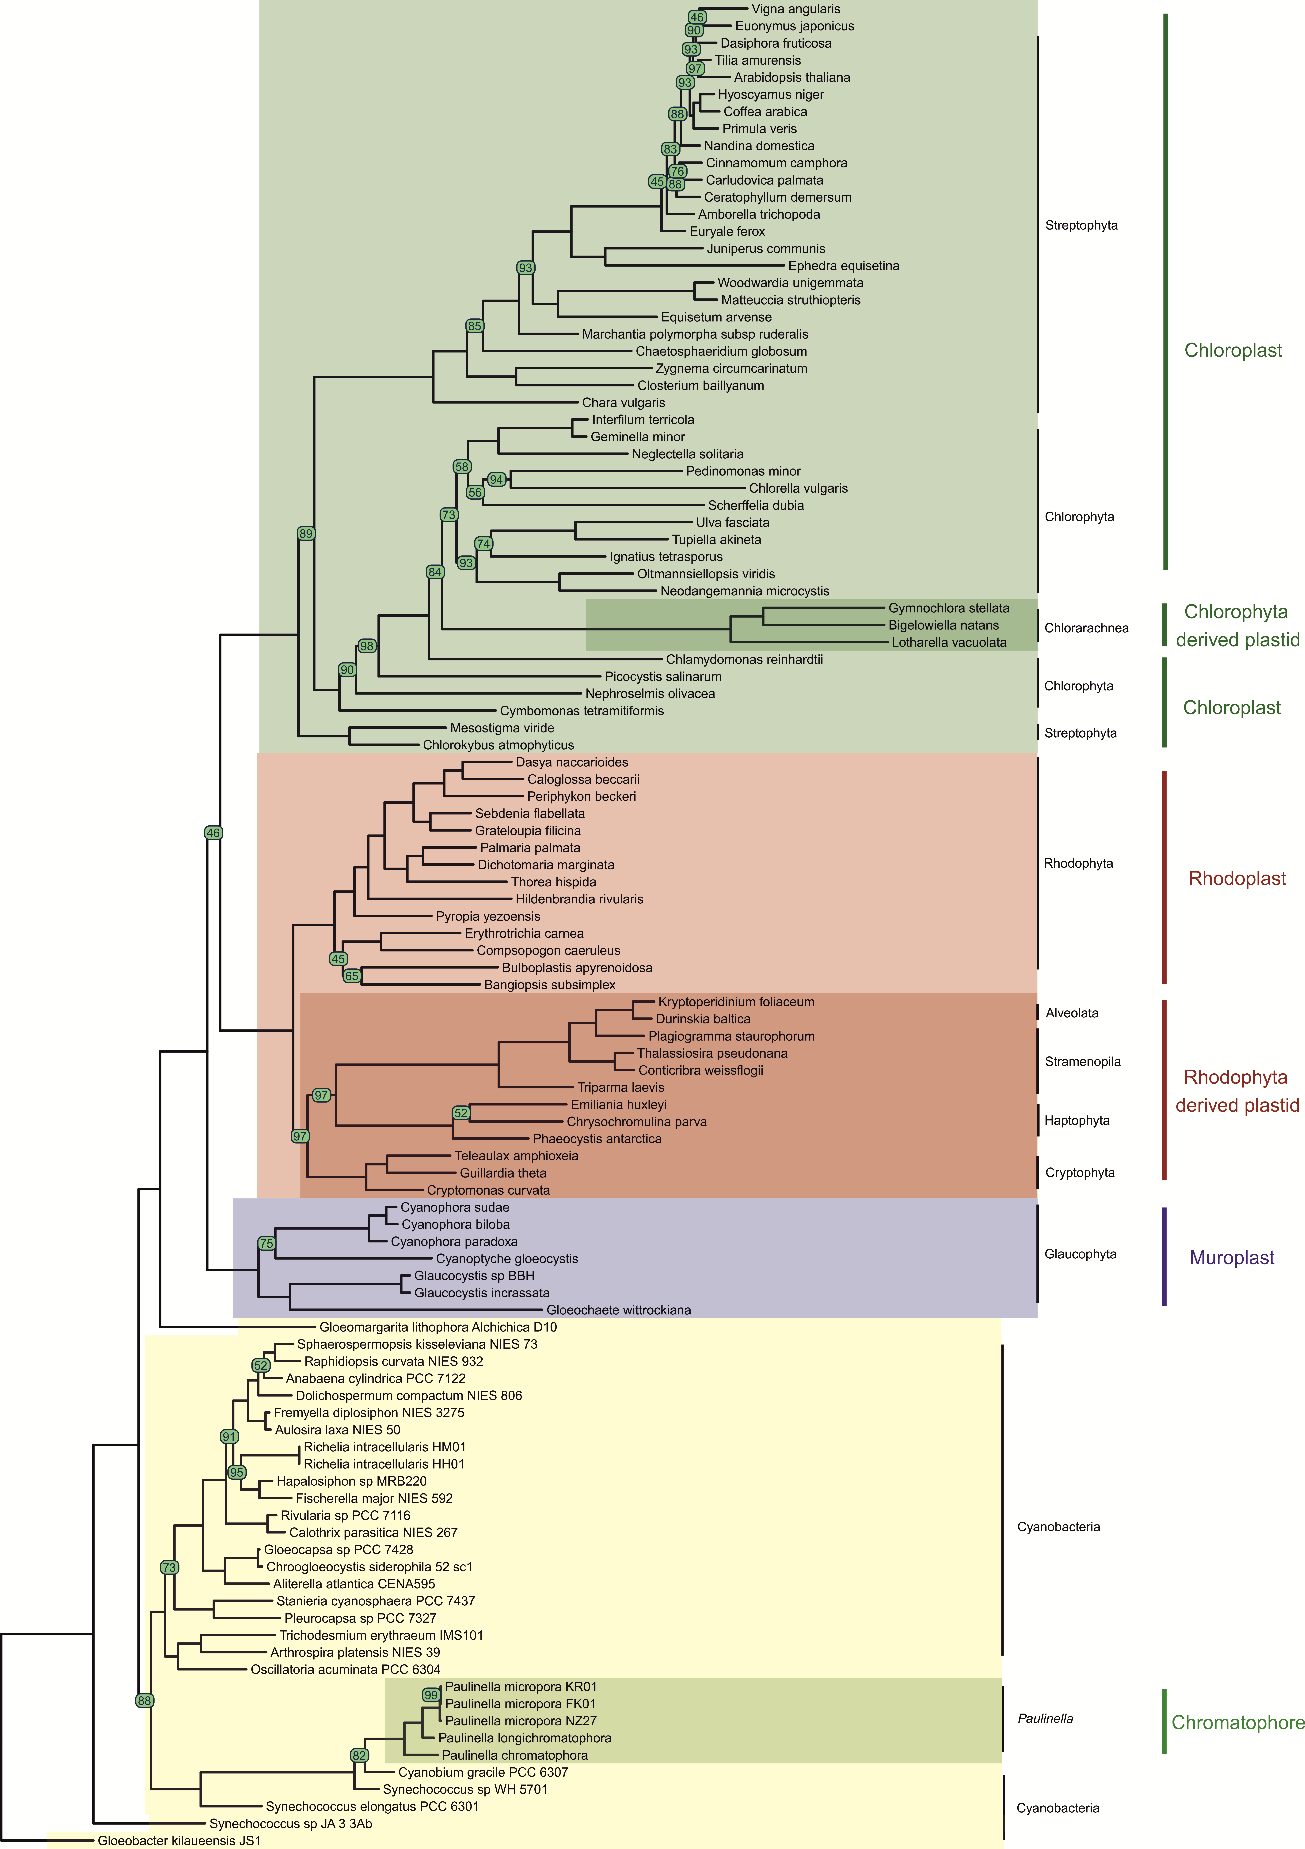 Vigna angularis
46
Euonymus japonicus
90
Dasiphora fruticosa
93
Tilia amurensis
97
Arabidopsis thaliana
93
Hyoscyamus niger
Coffea arabica
88
Primula veris
Nandina domestica
83
Cinnamomum camphora
76
Carludovica palmata
45
88
Ceratophyllum demersum
Amborella trichopoda
Streptophyta
Euryale ferox
Juniperus communis
Ephedra equisetina
93
Woodwardia unigemmata
Matteuccia struthiopteris
Equisetum arvense
85
Marchantia polymorpha subsp ruderalis
Chaetosphaeridium globosum
Chloroplast
Zygnema circumcarinatum
Closterium baillyanum
Chara vulgaris
Interfilum terricola
Geminella minor
Neglectella solitaria
58
Pedinomonas minor
94
Chlorella vulgaris
56
Scherffelia dubia
73
Chlorophyta
Ulva fasciata
89
Tupiella akineta
74
Ignatius tetrasporus
93
84
Oltmannsiellopsis viridis
Neodangemannia microcystis
Gymnochlora stellata
Chlorophyta
derived plastid
Bigelowiella natans
Chlorarachnea
Lotharella vacuolata
98
Chlamydomonas reinhardtii
90
Picocystis salinarum
Chlorophyta
Nephroselmis olivacea
Chloroplast
Cymbomonas tetramitiformis
Mesostigma viride
Streptophyta
Chlorokybus atmophyticus
Dasya naccarioides
Caloglossa beccarii
Periphykon beckeri
Sebdenia flabellata
46
Grateloupia filicina
Palmaria palmata
Dichotomaria marginata
Rhodophyta
Thorea hispida
Rhodoplast
Hildenbrandia rivularis
Pyropia yezoensis
Erythrotrichia carnea
Compsopogon caeruleus
45
Bulboplastis apyrenoidosa
65
Bangiopsis subsimplex
Kryptoperidinium foliaceum
Alveolata
Durinskia baltica
Plagiogramma staurophorum
Thalassiosira pseudonana
Stramenopila
Conticribra weissflogii
Rhodophyta
derived plastid
Triparma laevis
97
Emiliania huxleyi
52
Chrysochromulina parva
Haptophyta
97
Phaeocystis antarctica
Teleaulax amphioxeia
Guillardia theta
Cryptophyta
Cryptomonas curvata
Cyanophora sudae
Cyanophora biloba
75
Cyanophora paradoxa
Glaucophyta
Muroplast
Cyanoptyche gloeocystis
Glaucocystis sp BBH
Glaucocystis incrassata
Gloeochaete wittrockiana
Gloeomargarita lithophora Alchichica D10
Sphaerospermopsis kisseleviana NIES 73
52
Raphidiopsis curvata NIES 932
Anabaena cylindrica PCC 7122
Dolichospermum compactum NIES 806
Fremyella diplosiphon NIES 3275
Aulosira laxa NIES 50
91
Richelia intracellularis HM01
Richelia intracellularis HH01
95
Hapalosiphon sp MRB220
Fischerella major NIES 592
Rivularia sp PCC 7116
Cyanobacteria
Calothrix parasitica NIES 267
Gloeocapsa sp PCC 7428
73
Chroogloeocystis siderophila 52 sc1
Aliterella atlantica CENA595
Stanieria cyanosphaera PCC 7437
Pleurocapsa sp PCC 7327
Trichodesmium erythraeum IMS101
Arthrospira platensis NIES 39
Oscillatoria acuminata PCC 6304
88
Paulinella micropora KR01
99
Paulinella micropora FK01
Paulinella micropora NZ27
Paulinella
Chromatophore
Paulinella longichromatophora
82
Paulinella chromatophora
Cyanobium gracile PCC 6307
Synechococcus sp WH 5701
Synechococcus elongatus PCC 6301
Cyanobacteria
Synechococcus sp JA 3 3Ab
Gloeobacter kilaueensis JS1